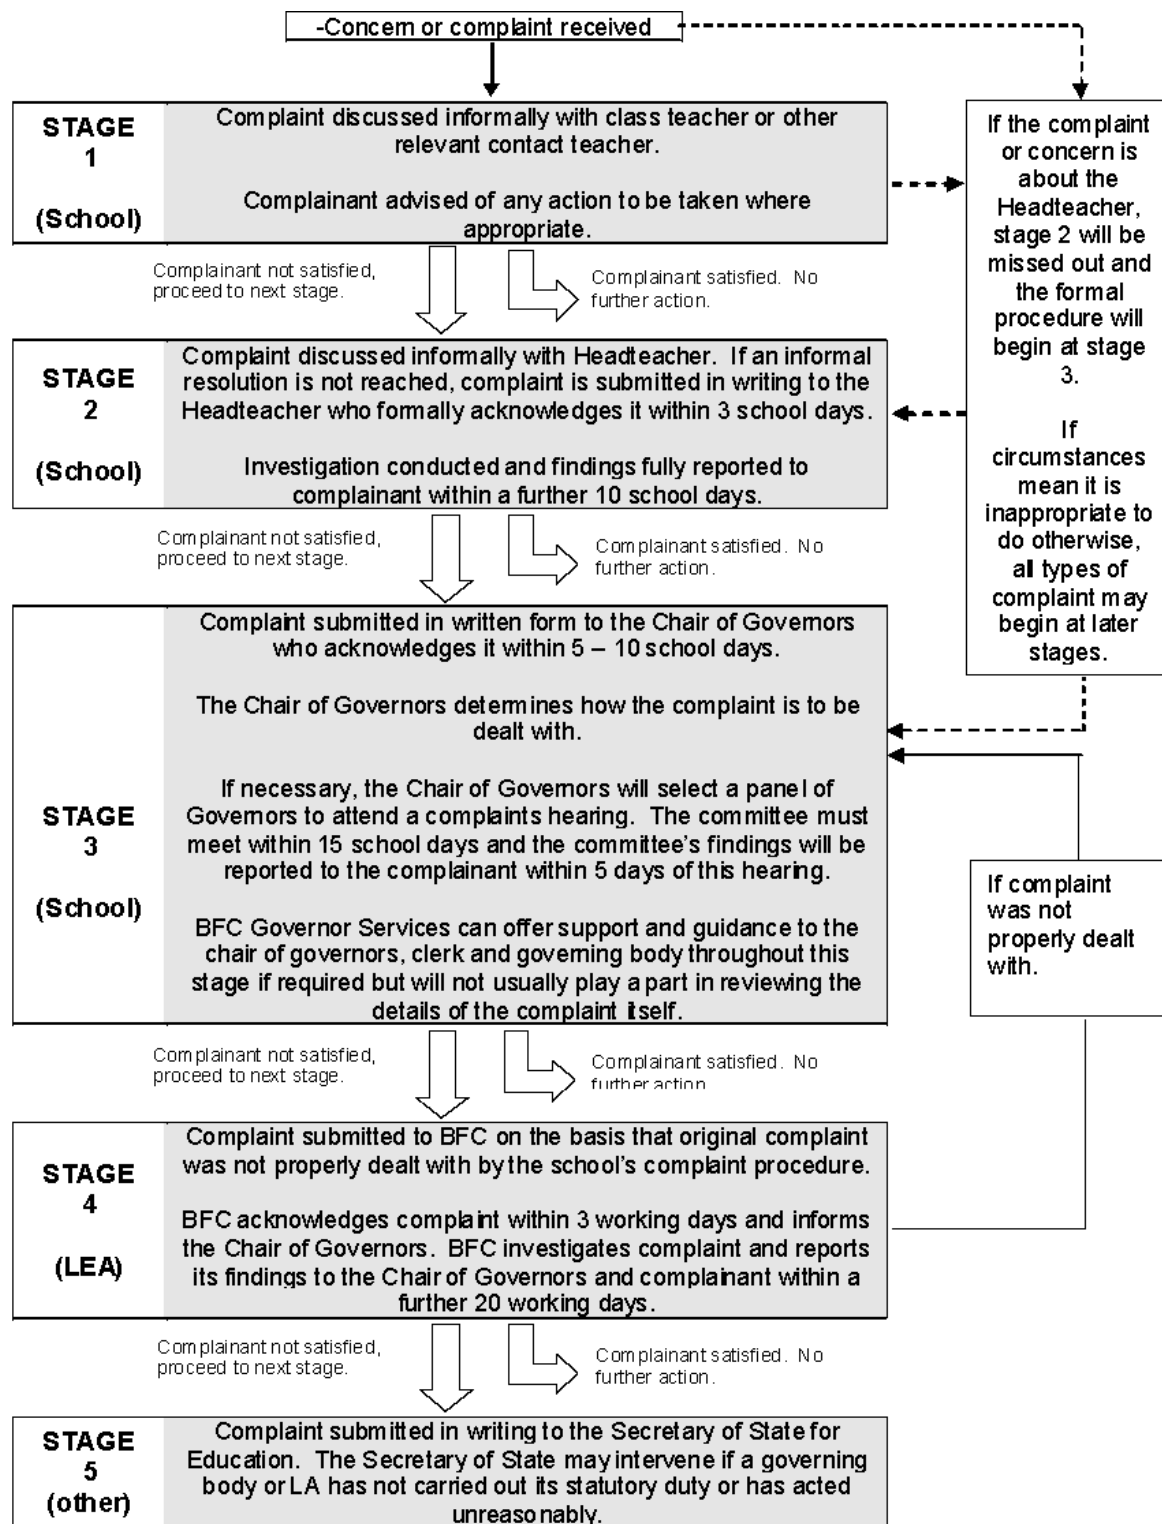 -Concern or complaint received
STAGE
1
(School)
Complaint discussed informally with class teacher or other
relevant contact teacher.
Complainant advised of any action to be taken where
appropriate.
If the complaint
or concern is
about the
Headteacher,
stage 2 will be
missed out and
the formal
procedure will
begin at stage
3.
If
circumstances
mean it is
inappropriate to
do otherwise,
all types of
complaint may
begin at later
stages.
Complainant not satisfied,
proceed to next stage.
Complainant satisfied. No
further action.
STAGE
2
(School)
Complaint discussed informally with Headteacher. If an informal
resolution is not reached, complaint is submitted in writing to the
Headteacher who formally acknowledges it within 3 school days.
Investigation conducted and findings fully reported to
complainant within a further 10 school days.
Complainant not satisfied,
proceed to next stage.
Complainant satisfied. No
further action.
STAGE
3
(School)
Complaint submitted in written form to the Chair of Governors
who acknowledges it within 5 – 10 school days.
The Chair of Governors determines how the complaint is to be
dealt with.
If necessary, the Chair of Governors will select a panel of
Governors to attend a complaints hearing. The committee must
meet within 15 school days and the committee's findings will be
reported to the complainant within 5 days of this hearing.
BFC Governor Services can offer support and guidance to the
chair of governors, clerk and governing body throughout this
stage if required but will not usually play a part in reviewing the
details of the complaint itself.
If complaint
was not
properly dealt
with.
Complainant not satisfied,
proceed to next stage.
Complainant satisfied. No
further action
STAGE
4
(LEA)
Complaint submitted to BFC on the basis that original complaint
was not properly dealt with by the school's complaint procedure.
BFC acknowledges complaint within 3 working days and informs
the Chair of Governors. BFC investigates complaint and reports
its findings to the Chair of Governors and complainant within a
further 20 working days.
Complainant not satisfied,
proceed to next stage.
Complainant satisfied. No
further action.
STAGE
5
(other)
Complaint submitted in writing to the Secretary of State for
Education. The Secretary of State may intervene if a governing
body or LA has not carried out its statutory duty or has acted
unreasonably.